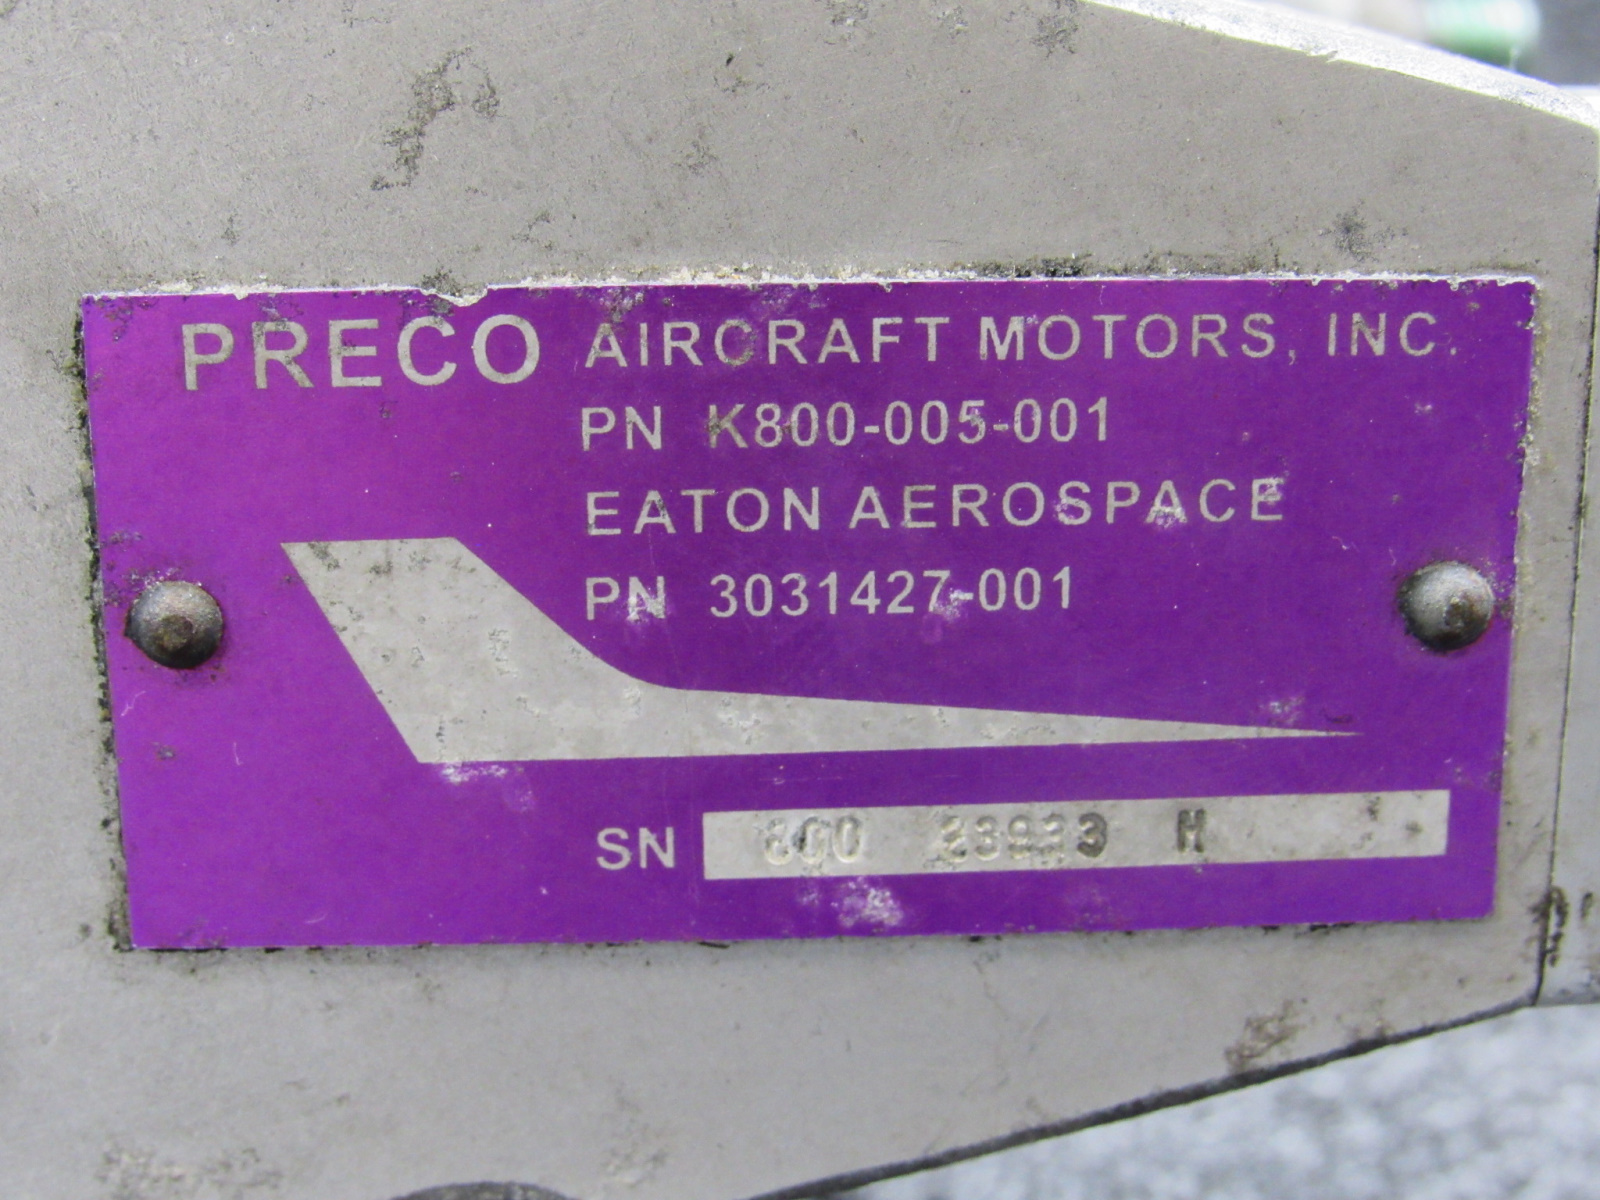 PRECO AIRCRAFT MOTORS, INC.
PN K800-005-001
EATON AEROSPACE
PN 3031427-001
SN H